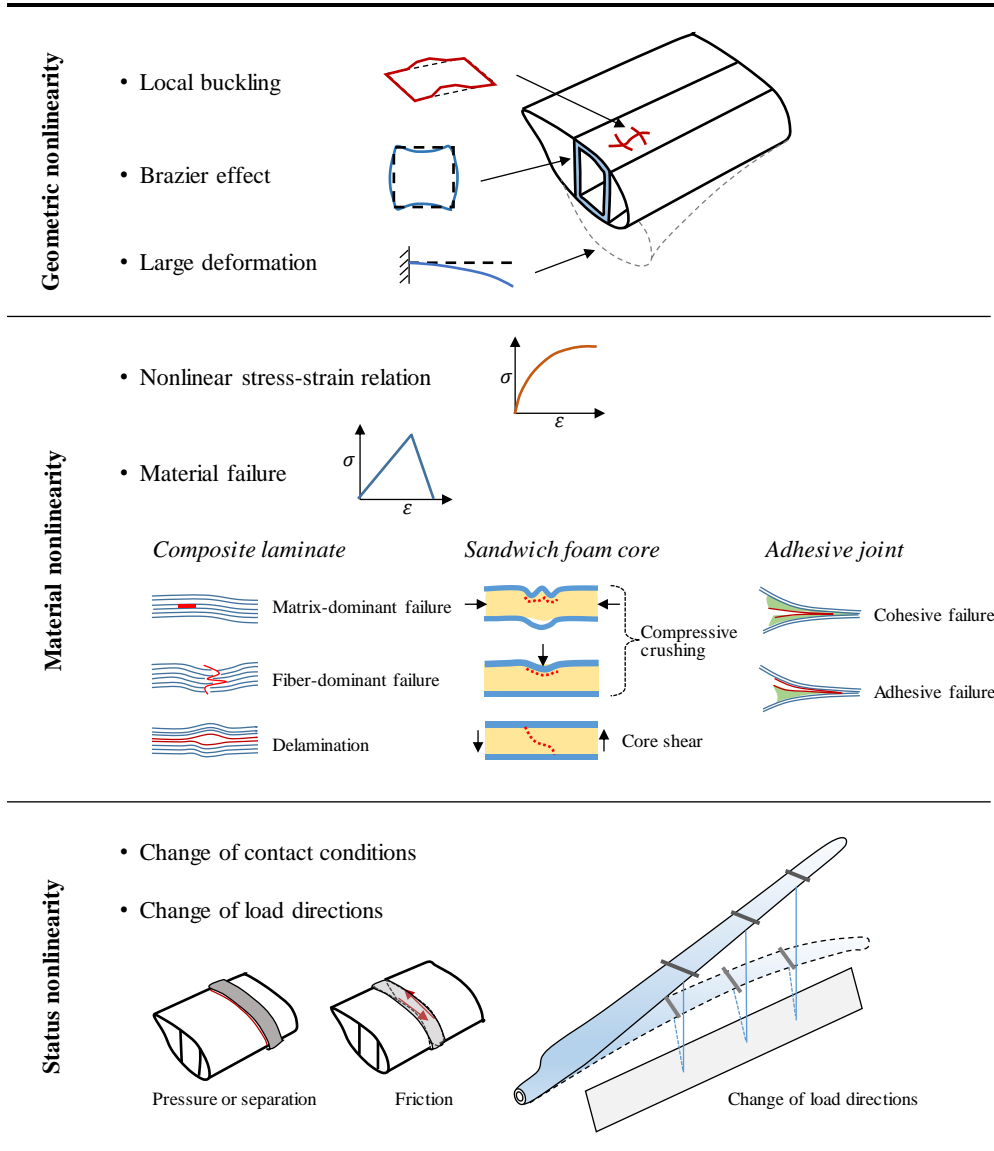 Geometric nonlinearity
• Local buckling
• Brazier effect
• Large deformation
Material nonlinearity
• Nonlinear stress-strain relation
σ
ε
• Material failure
σ
ε
Composite laminate
Sandwich foam core
Adhesive joint
Matrix-dominant failure
Fiber-dominant failure
Delamination
Compressive
crushing
Core shear
Cohesive failure
Adhesive failure
Status nonlinearity
• Change of contact conditions
• Change of load directions
Pressure or separation
Friction
Change of load directions